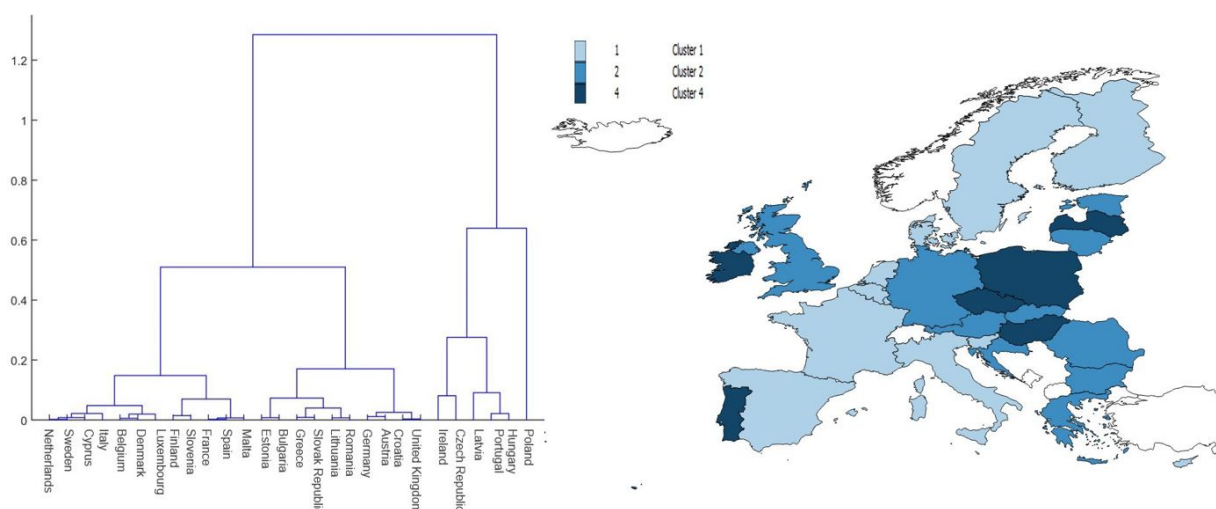 1.2
1
0.8
0.6
0.4
0.2
0
Netherlands
Sweden
Cyprus
Italy
Belgium
Denmark
Luxembourg
Finland
Slovenia
France
Spain
Malta
Estonia
Bulgaria
Greece
Slovak Republi
Lithuania
Romania
Germany
Austria
Croatia
United Kingdom
Ireland
Czech Republic
Latvia
Portugal
Hungary
Poland
1 Cluster 1
2 Cluster 2
4 Cluster 4